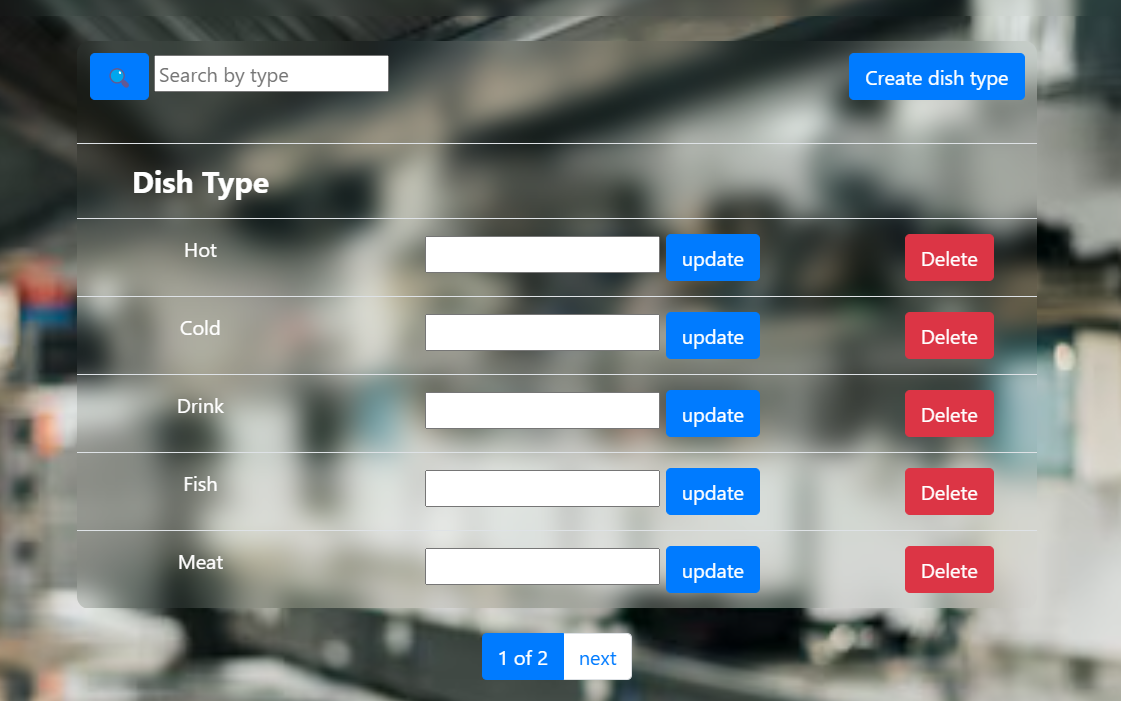 Search by type
Create dish type
Dish Type
Hot update Delete
Cold update Delete
Drink update Delete
Fish update Delete
Meat update Delete
1 of 2 next